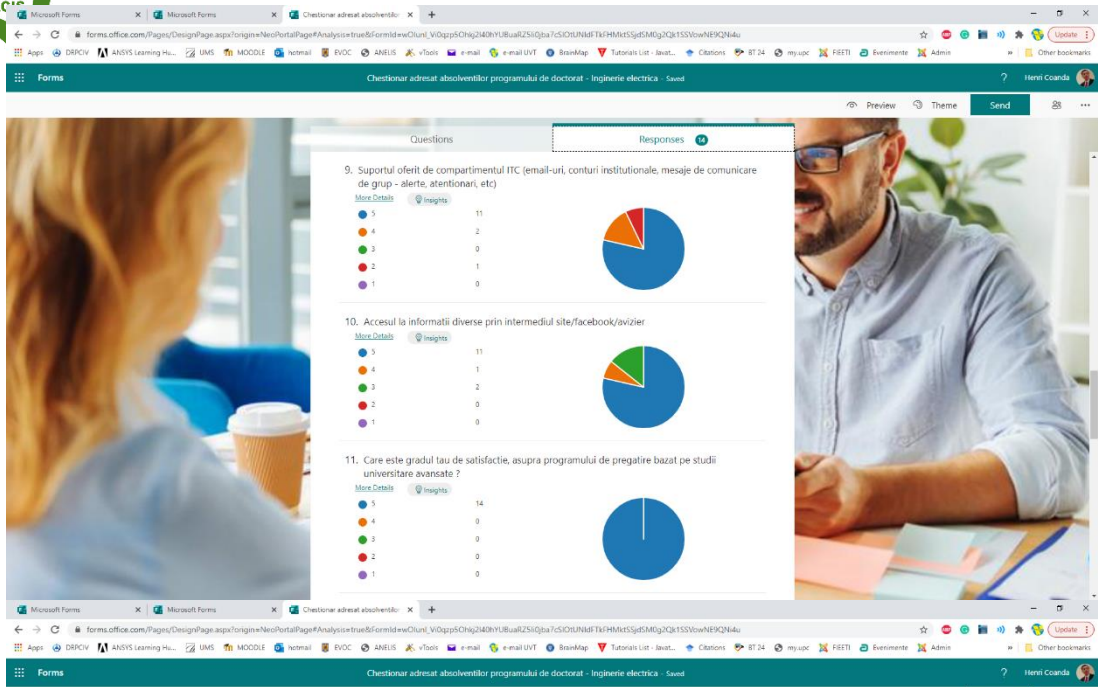 Microsoft Forms
Microsoft Forms
Chestionar adresat absolventilo
forms.office.com/Pages/DesignPage.aspx?origin=NeoPortalPage#Analysis=true&FormId=
Apps DRPCIV ANSYS Learning Hu... UMS MOODLE hotmail EVOC ANELIS vTools e-mail e-mail UVT BrainMap Tutorials List - Javat... Citations BT 24 my.upc FIEETI Evenimente Admin » Other bookmarks
Update
Forms
Chestionar adresat absolventilor programului de doctorat - Inginerie electrica - Saved
? Henri Coanda
Preview Theme Send
Questions
Responses 14
9. Suportul oferit de compartimentul ITC (email-uri, conturi institutionale, mesaje de comunicare
de grup - alerte, atentionari, etc)
More Details Insights
5 11
4 2
3 0
2 1
1 0
10. Accesul la informatii diverse prin intermediul site/facebook/avizier
More Details Insights
5 11
4 1
3 2
2 0
1 0
11. Care este gradul tau de satisfactie, asupra programului de pregatire bazat pe studii
universitare avansate ?
More Details Insights
5 14
4 0
3 0
2 0
1 0
Microsoft Forms
Microsoft Forms
Chestionar adresat absolventilo
forms.office.com/Pages/DesignPage.aspx?origin=NeoPortalPage#Analysis=true&FormId=
Apps DRPCIV ANSYS Learning Hu... UMS MOODLE hotmail EVOC ANELIS vTools e-mail e-mail UVT BrainMap Tutorials List - Javat... Citations BT 24 my.upc FIEETI Evenimente Admin » Other bookmarks
Update
Forms
Chestionar adresat absolventilor programului de doctorat - Inginerie electrica - Saved
? Henri Coanda